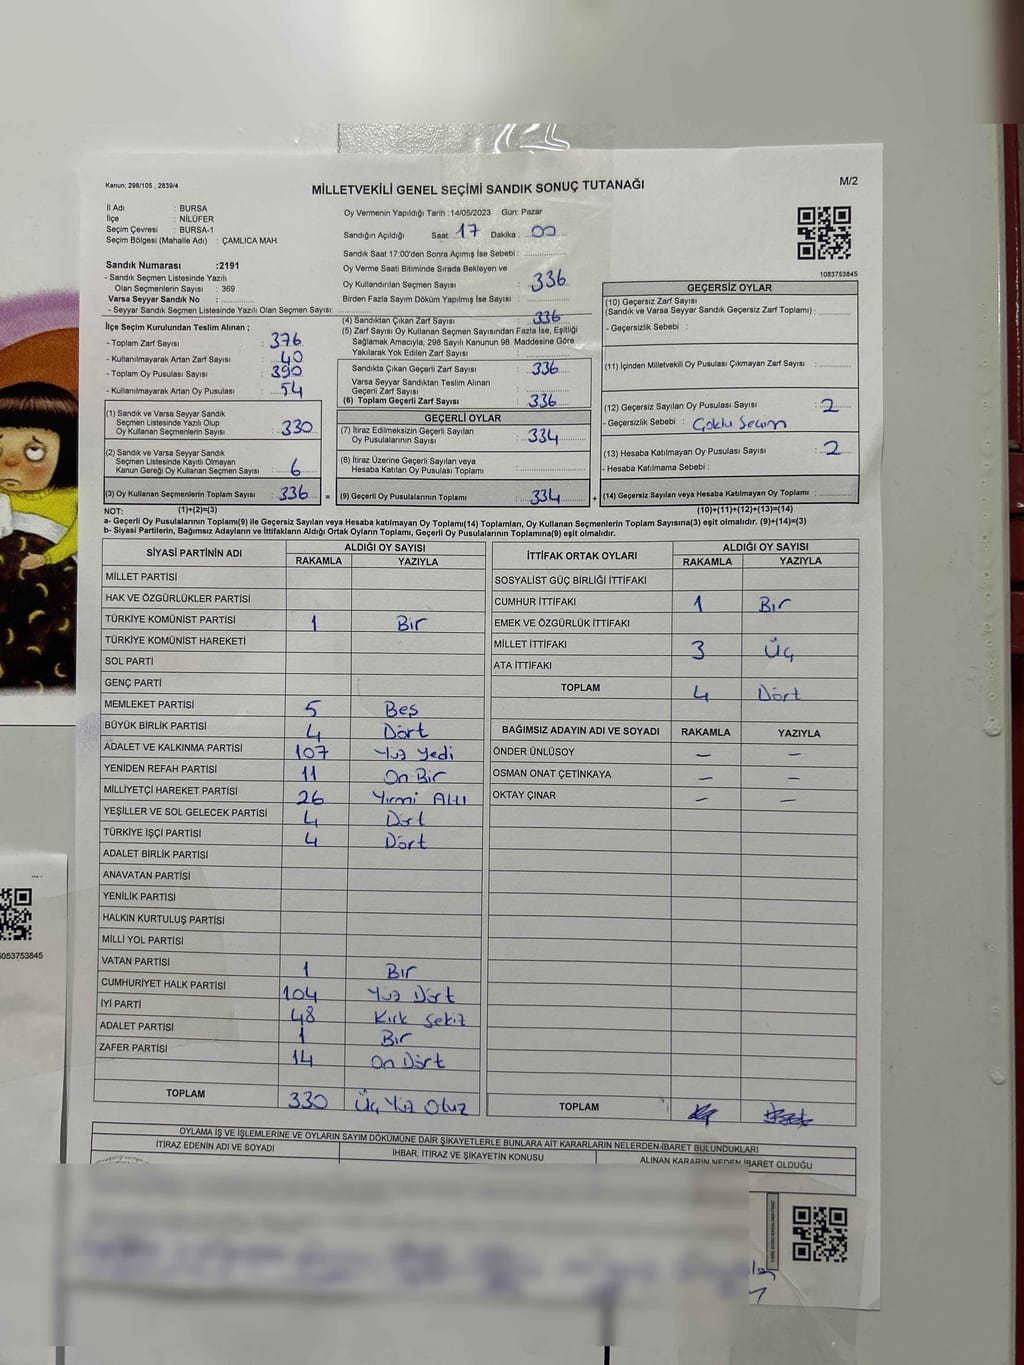 Kanun; 298/105 , 2839/4
MİLLETVEKİLİ GENEL SEÇİMİ SANDIK SONUÇ TUTANAĞI
M/2
İl Adı : BURSA
İlçe : NİLÜFER
Seçim Çevresi : BURSA-1
Seçim Bölgesi (Mahalle Adı) : ÇAMLICA MAH.
Oy Vermenin Yapıldığı Tarih :14/05/2023 Gün: Pazar
Sandığın Açıldığı Saat: 17 Dakika: 00
Sandık Saat 17:00'den Sonra Açılmış İse Sebebi :
Oy Verme Saati Bitiminde Sırada Bekleyen ve
Oy Kullandırılan Seçmen Sayısı : 336
Birden Fazla Sayım Döküm Yapılmış İse Sayısı :
1083753845
Sandık Numarası :2191
- Sandık Seçmen Listesinde Yazılı
Olan Seçmenlerin Sayısı : 369
Varsa Seyyar Sandık No :
- Seyyar Sandık Seçmen Listesinde Yazılı Olan Seçmen Sayısı:
İlçe Seçim Kurulundan Teslim Alınan ;
- Toplam Zarf Sayısı : 376
- Kullanılmayarak Artan Zarf Sayısı : 40
- Toplam Oy Pusulası Sayısı : 390
- Kullanılmayarak Artan Oy Pusulası : 54
(1) Sandık ve Varsa Seyyar Sandık
Seçmen Listesinde Yazılı Olup
Oy Kullanan Seçmenlerin Sayısı : 330
(2) Sandık ve Varsa Seyyar Sandık
Seçmen Listesinde Kayıtlı Olmayan
Kanun Gereği Oy Kullanan Seçmen Sayısı : 6
(3) Oy Kullanan Seçmenlerin Toplam Sayısı : 336 =
(4) Sandıktan Çıkan Zarf Sayısı : 336
(5) Zarf Sayısı Oy Kullanan Seçmen Sayısından Fazla İse, Eşitliği
Sağlamak Amacıyla, 298 Sayılı Kanunun 98. Maddesine Göre
Yakılarak Yok Edilen Zarf Sayısı :
Sandıkta Çıkan Geçerli Zarf Sayısı : 336
Varsa Seyyar Sandıktan Teslim Alınan
Geçerli Zarf Sayısı :
(6) Toplam Geçerli Zarf Sayısı : 336
GEÇERLİ OYLAR
(7) İtiraz Edilmeksizin Geçerli Sayılan
Oy Pusulalarının Sayısı : 334
(8) İtiraz Üzerine Geçerli Sayılan veya
Hesaba Katılan Oy Pusulası Toplamı :
(9) Geçerli Oy Pusulalarının Toplamı : 334 +
GEÇERSİZ OYLAR
(10) Geçersiz Zarf Sayısı
(Sandık ve Varsa Seyyar Sandık Geçersiz Zarf Toplamı) :
- Geçersizlik Sebebi :
(11) İçinden Milletvekili Oy Pusulası Çıkmayan Zarf Sayısı :
(12) Geçersiz Sayılan Oy Pusulası Sayısı : 2
- Geçersizlik Sebebi : Çoklu Seçim
(13) Hesaba Katılmayan Oy Pusulası Sayısı : 2
- Hesaba Katılmama Sebebi :
(14) Geçersiz Sayılan veya Hesaba Katılmayan Oy Toplamı :
NOT: (1)+(2)=(3) (10)+(11)+(12)+(13)=(14)
a- Geçerli Oy Pusulalarının Toplamı(9) ile Geçersiz Sayılan veya Hesaba Katılmayan Oy Toplamı(14) Toplamları, Oy Kullanan Seçmenlerin Toplam Sayısına(3) eşit olmalıdır. (9)+(14)=(3)
b- Siyasi Partilerin, Bağımsız Adayların ve İttifakların Aldığı Ortak Oyların Toplamı, Geçerli Oy Pusulalarının Toplamına(9) eşit olmalıdır.
SİYASİ PARTİNİN ADI ALDIĞI OY SAYISI
RAKAMLA YAZIYLA
MİLLET PARTİSİ
HAK VE ÖZGÜRLÜKLER PARTİSİ
TÜRKİYE KOMÜNİST PARTİSİ 1 Bir
TÜRKİYE KOMÜNİST HAREKETİ
SOL PARTİ
GENÇ PARTİ
MEMLEKET PARTİSİ 5 Beş
BÜYÜK BİRLİK PARTİSİ 4 Dört
ADALET VE KALKINMA PARTİSİ 107 Yüz Yedi
YENİDEN REFAH PARTİSİ 11 On Bir
MİLLİYETÇİ HAREKET PARTİSİ 26 Yirmi Altı
YEŞİLLER VE SOL GELECEK PARTİSİ 4 Dört
TÜRKİYE İŞÇİ PARTİSİ 4 Dört
ADALET BİRLİK PARTİSİ
ANAVATAN PARTİSİ
YENİLİK PARTİSİ
HALKIN KURTULUŞ PARTİSİ
MİLLİ YOL PARTİSİ
VATAN PARTİSİ 1 Bir
CUMHURİYET HALK PARTİSİ 104 Yüz Dört
İYİ PARTİ 48 Kırk Sekiz
ADALET PARTİSİ 1 Bir
ZAFER PARTİSİ 14 On Dört
TOPLAM 330 Üç Yüz Otuz
İTTİFAK ORTAK OYLARI ALDIĞI OY SAYISI
RAKAMLA YAZIYLA
SOSYALİST GÜÇ BİRLİĞİ İTTİFAKI
CUMHUR İTTİFAKI 1 Bir
EMEK VE ÖZGÜRLÜK İTTİFAKI
MİLLET İTTİFAKI 3 Üç
ATA İTTİFAKI
TOPLAM 4 Dört
BAĞIMSIZ ADAYIN ADI VE SOYADI RAKAMLA YAZIYLA
ÖNDER ÜNLÜSOY — —
OSMAN ONAT ÇETİNKAYA — —
OKTAY ÇINAR — —
TOPLAM
OYLAMA İŞ VE İŞLEMLERİNE VE OYLARIN SAYIM DÖKÜMÜNE DAİR ŞİKAYETLERLE BUNLARA AİT KARARLARIN NELERDEN İBARET BULUNDUKLARI
İTİRAZ EDENİN ADI VE SOYADI İHBAR, İTİRAZ VE ŞİKAYETİN KONUSU ALINAN KARARIN NEDEN İBARET OLDUĞU
5053753845